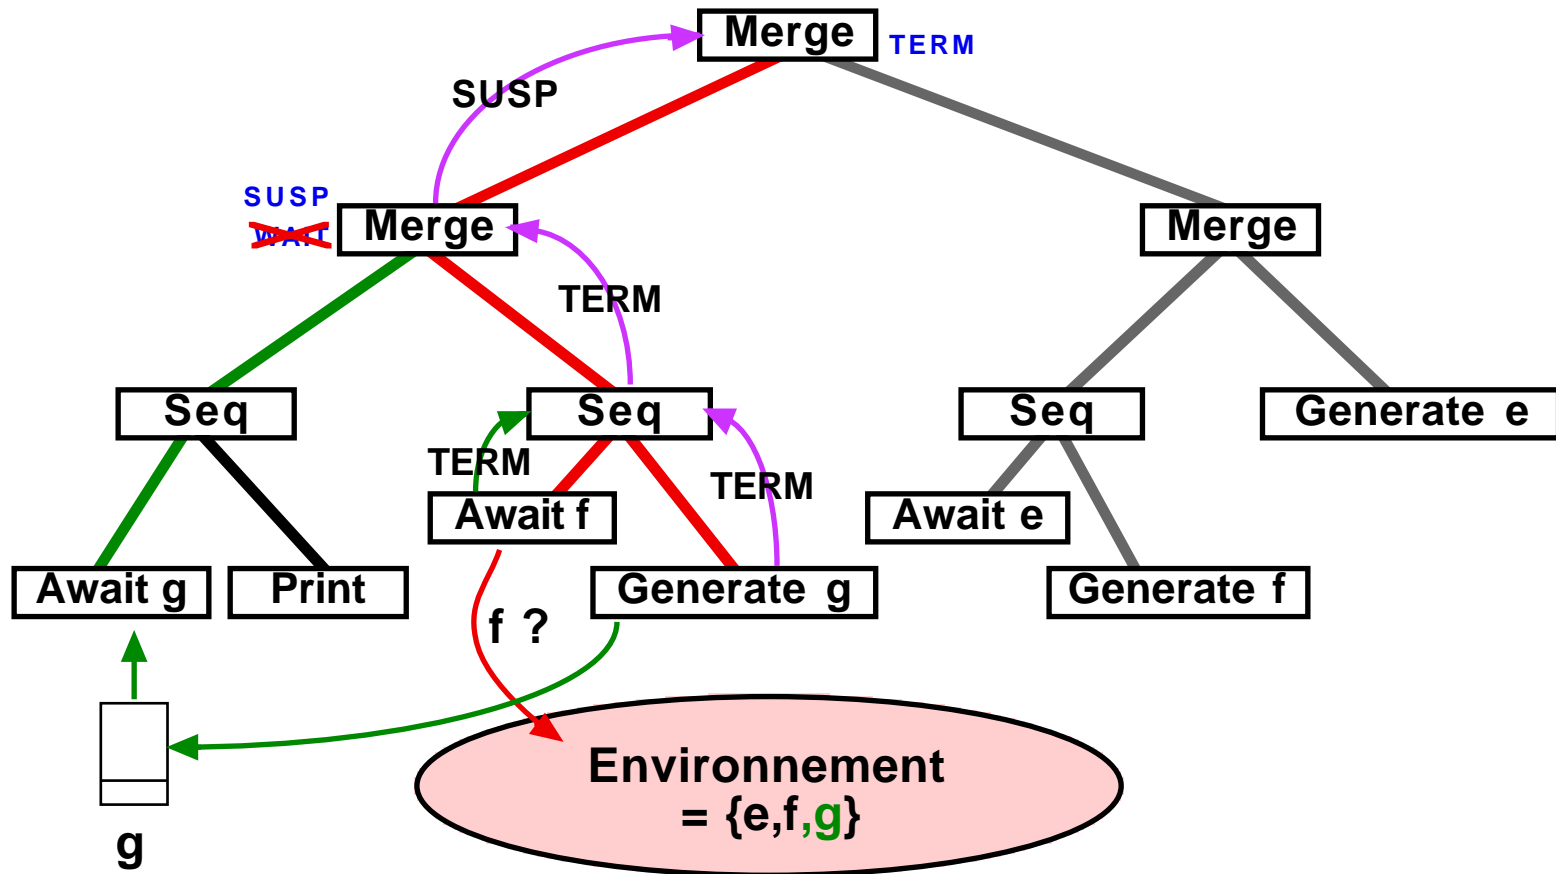 Merge
TERM
SUSP
SUSP
WAIT
Merge
Merge
TERM
Seq
Seq
Seq
Generate e
TERM
TERM
Await f
Await e
Await g
Print
Generate g
Generate f
f ?
Environnement
= {e,f,g}
g